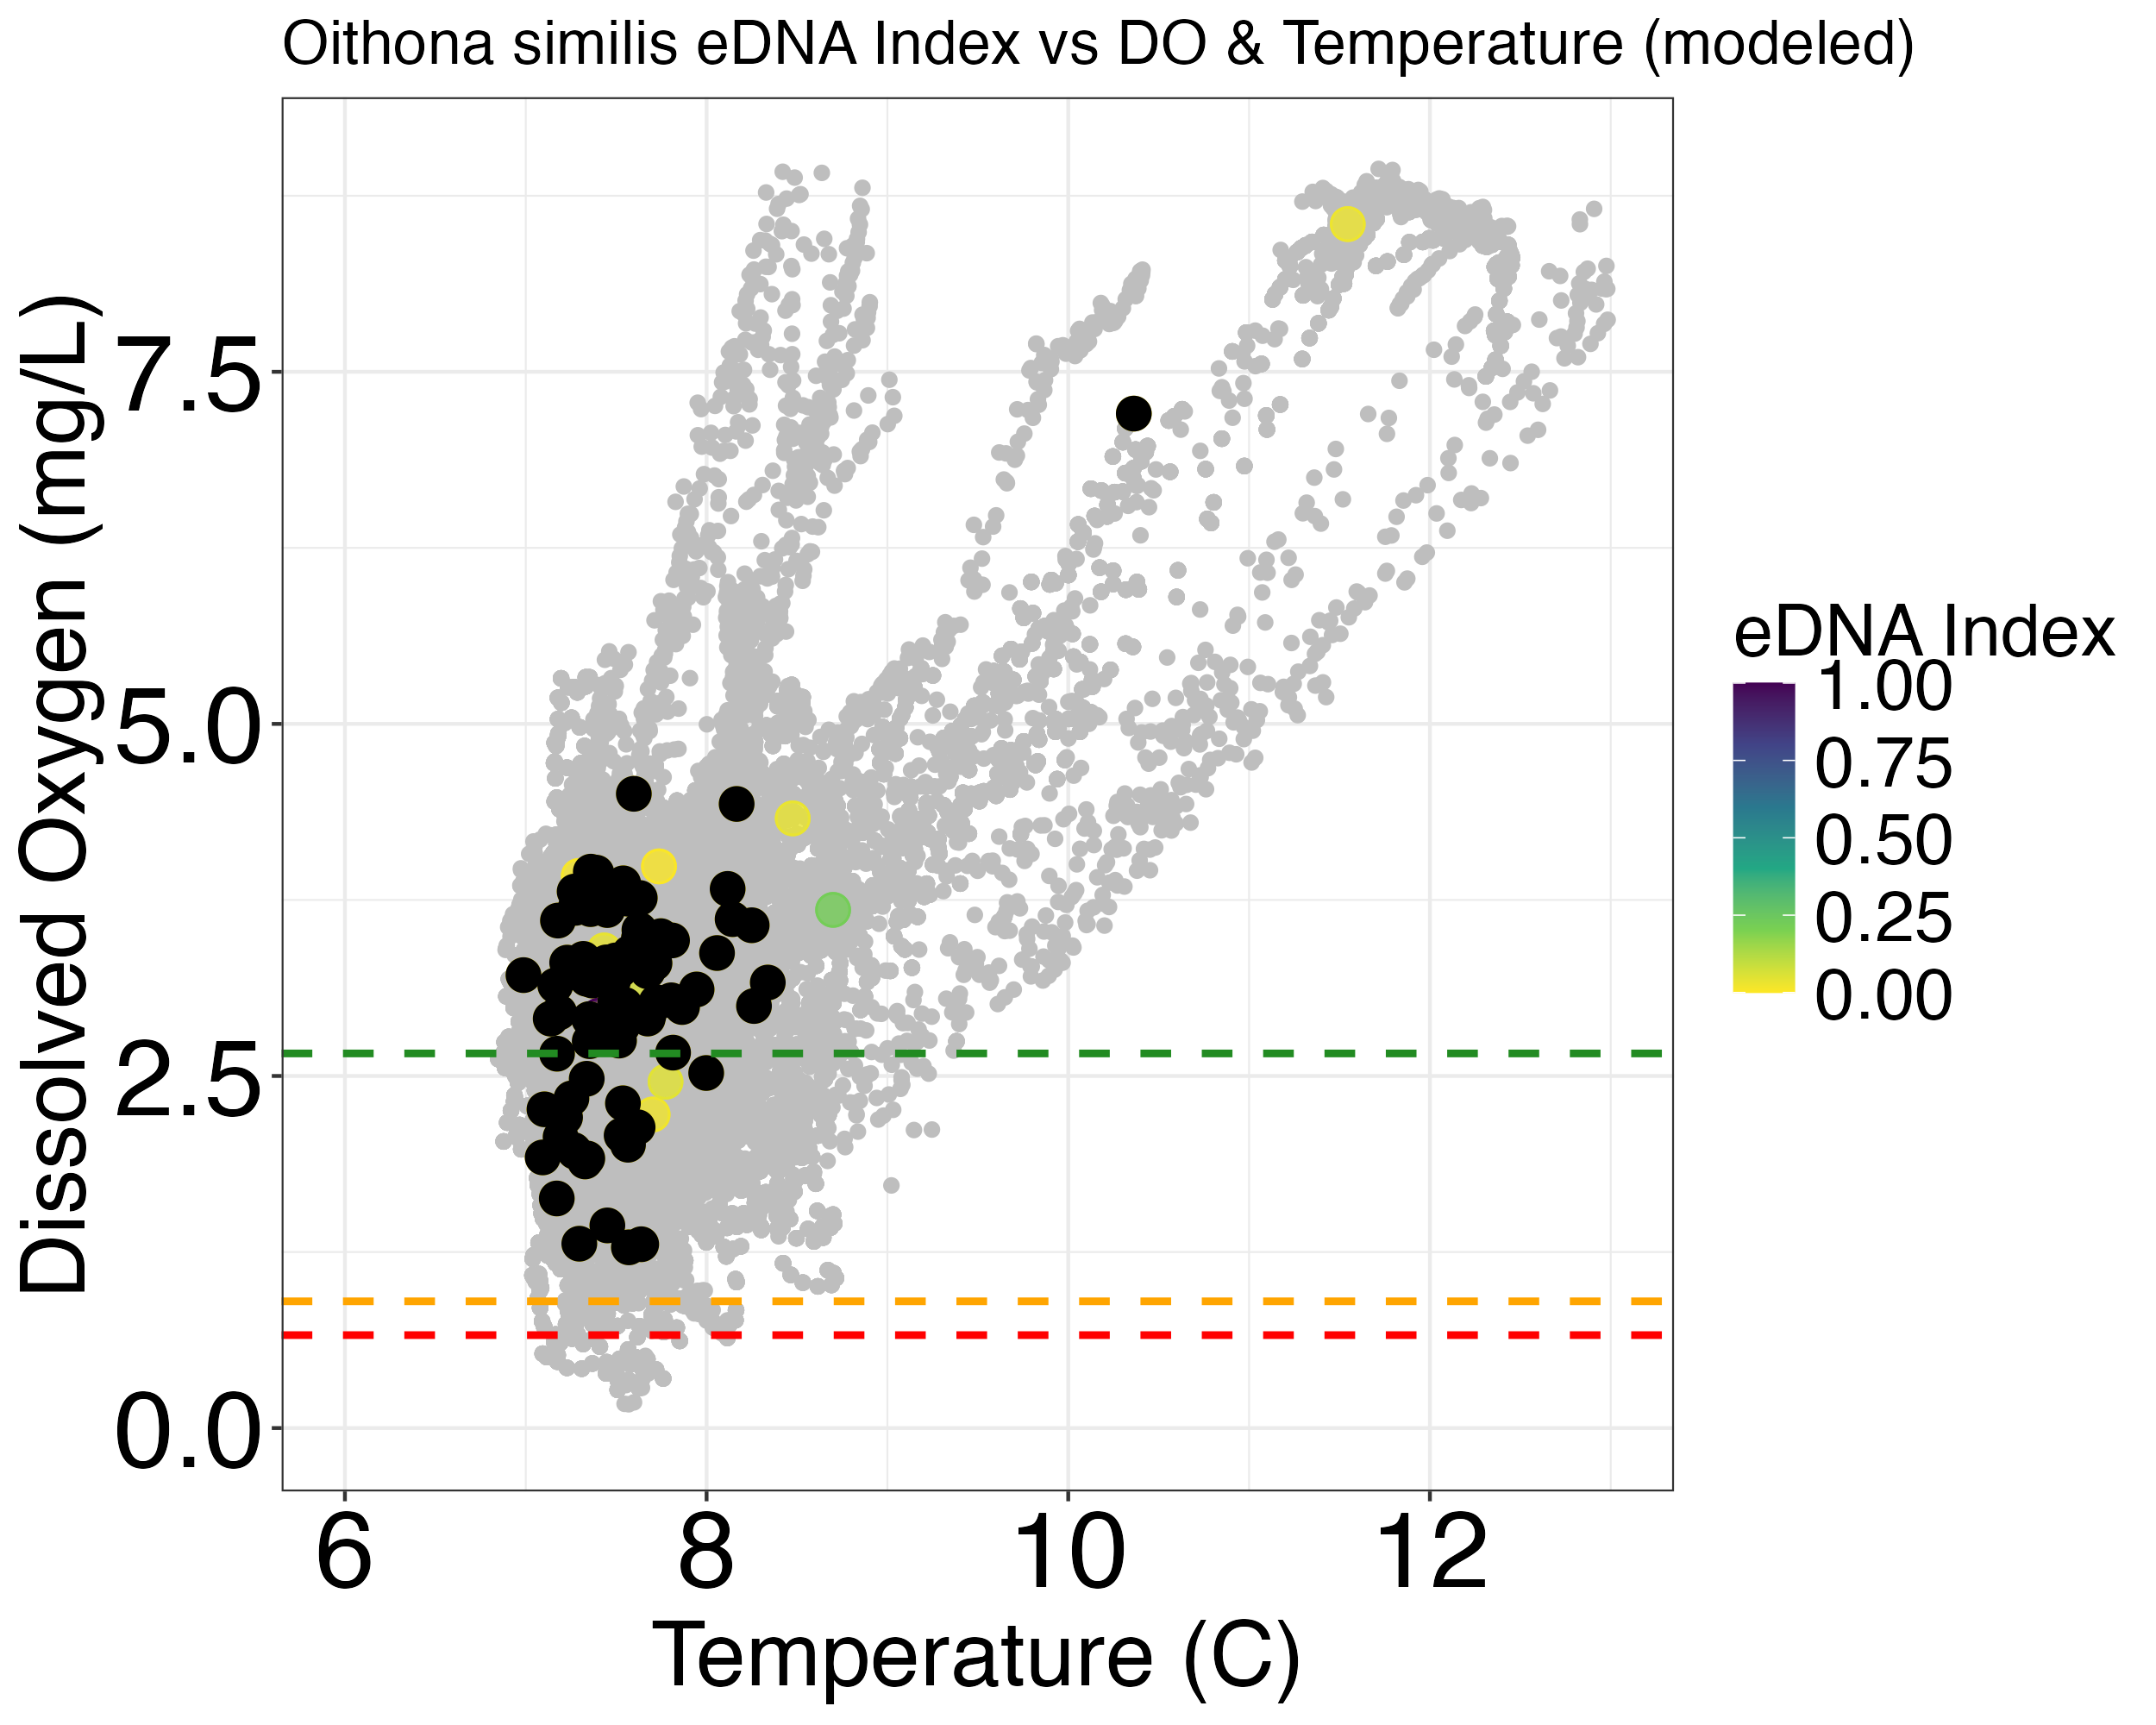 Oithona similis eDNA Index vs DO & Temperature (modeled)
Dissolved Oxygen (mg/L)
7.5
5.0
2.5
0.0
6 8 10 12
Temperature (C)
eDNA Index
1.00
0.75
0.50
0.25
0.00